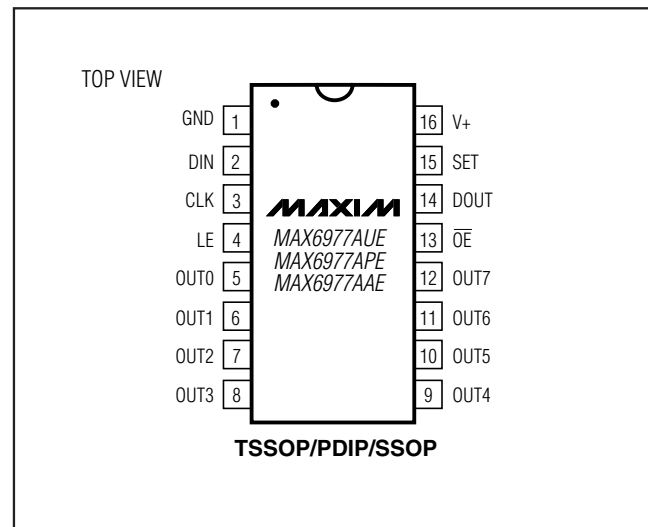 TOP VIEW
GND 1 16 V+
DIN 2 15 SET
CLK 3 14 DOUT
MAXIM
LE 4 13 O̅E̅
MAX6977AUE
MAX6977APE
MAX6977AAE
OUT0 5 12 OUT7
OUT1 6 11 OUT6
OUT2 7 10 OUT5
OUT3 8 9 OUT4
TSSOP/PDIP/SSOP